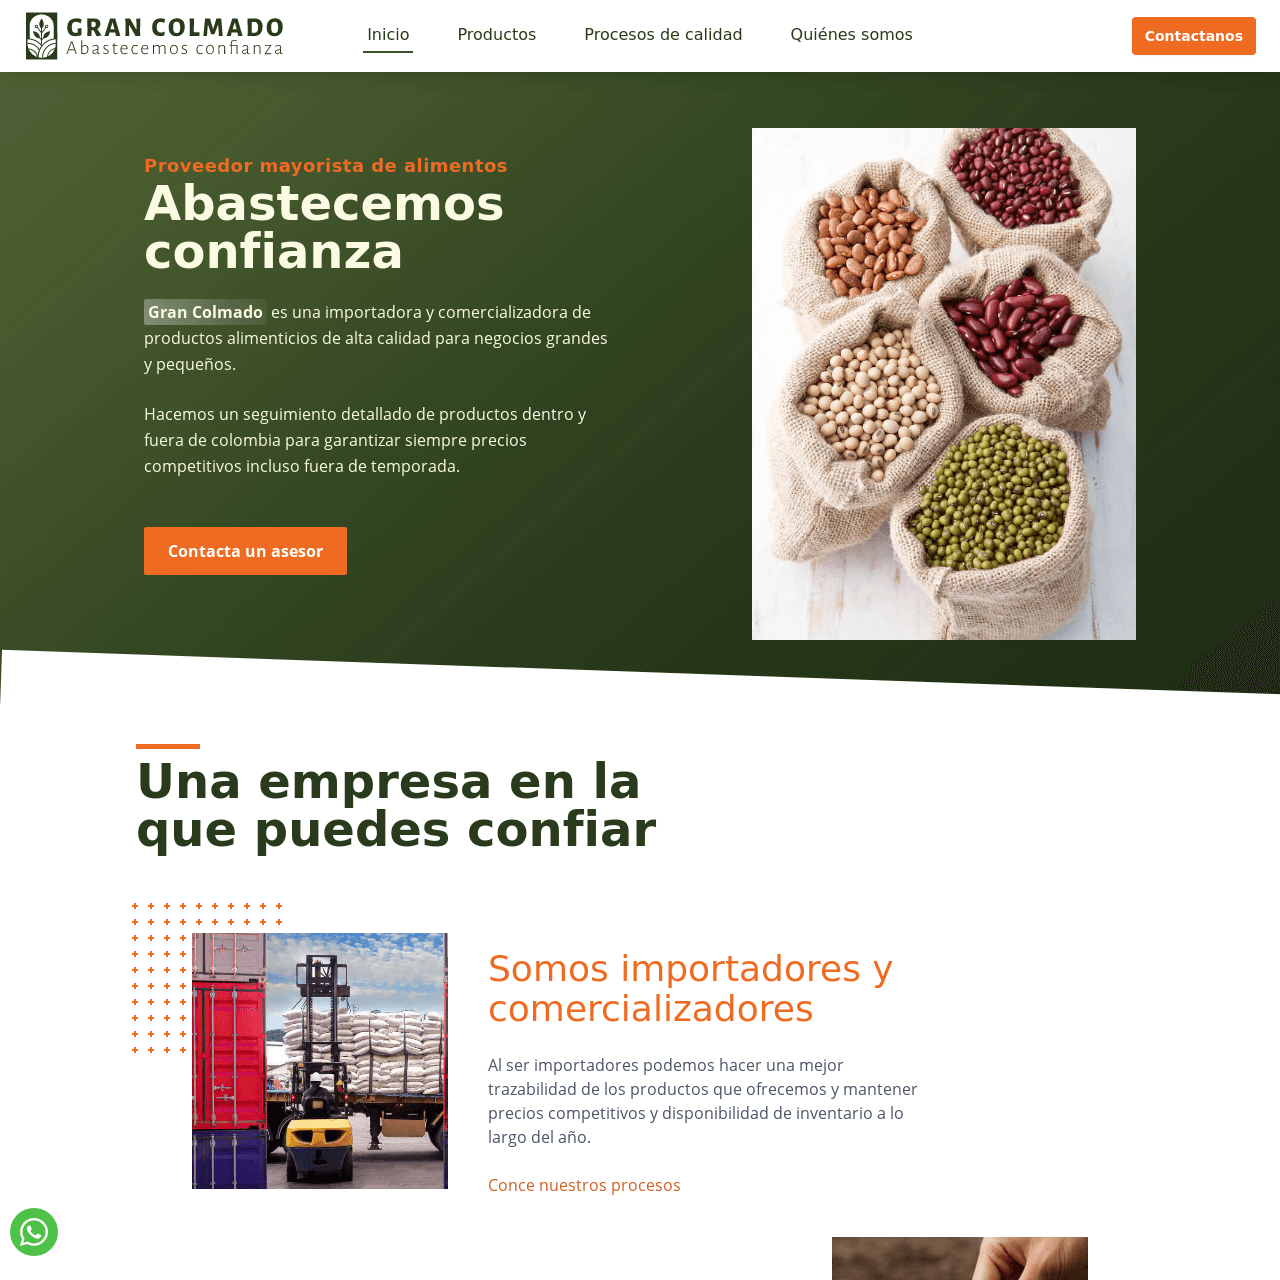 GRAN COLMADO
Abastecemos confianza
Inicio
Productos
Procesos de calidad
Quiénes somos
Contactanos
Proveedor mayorista de alimentos
Abastecemos
confianza
Gran Colmado es una importadora y comercializadora de
productos alimenticios de alta calidad para negocios grandes
y pequeños.
Hacemos un seguimiento detallado de productos dentro y
fuera de colombia para garantizar siempre precios
competitivos incluso fuera de temporada.
Contacta un asesor
Una empresa en la
que puedes confiar
Somos importadores y
comercializadores
Al ser importadores podemos hacer una mejor
trazabilidad de los productos que ofrecemos y mantener
precios competitivos y disponibilidad de inventario a lo
largo del año.
Conce nuestros procesos